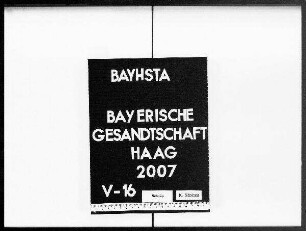 BAYHSTA
BAYERISCHE
GESANDTSCHAFT
HAAG
2007
V-16